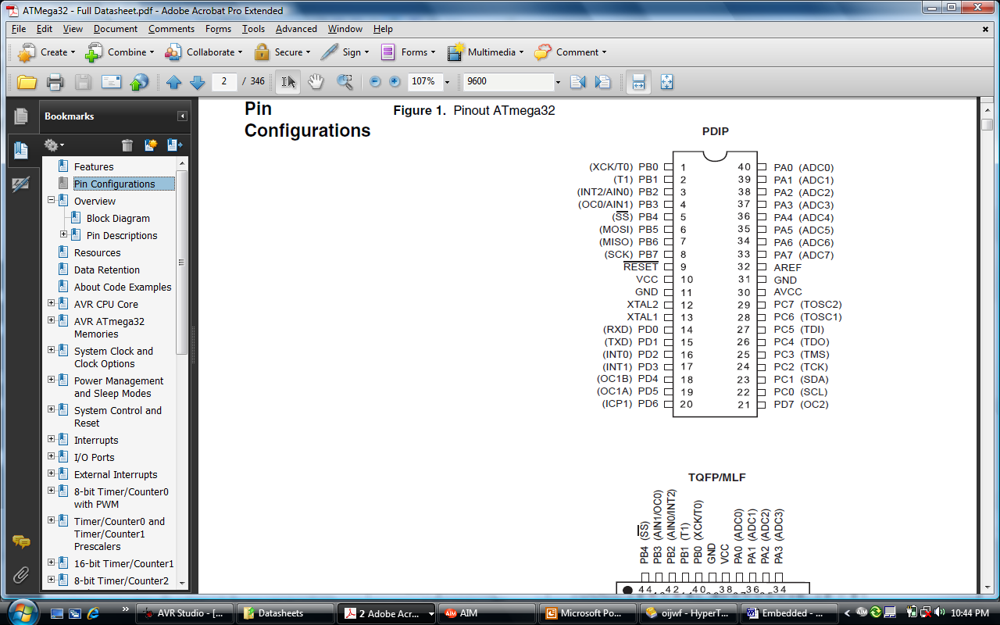 ATMega32 - Full Datasheet.pdf - Adobe Acrobat Pro Extended
File Edit View Document Comments Forms Tools Advanced Window Help
Create Combine Collaborate Secure Sign Forms Multimedia Comment
2 / 346 107% 9600
Bookmarks
Features
Pin Configurations
Overview
Block Diagram
Pin Descriptions
Resources
Data Retention
About Code Examples
AVR CPU Core
AVR ATmega32
Memories
System Clock and
Clock Options
Power Management
and Sleep Modes
System Control and
Reset
Interrupts
I/O Ports
External Interrupts
8-bit Timer/Counter0
with PWM
Timer/Counter0 and
Timer/Counter1
Prescalers
16-bit Timer/Counter1
8-bit Timer/Counter2
Pin
Configurations
Figure 1. Pinout ATmega32
PDIP
(XCK/T0) PB0 1 40 PA0 (ADC0)
(T1) PB1 2 39 PA1 (ADC1)
(INT2/AIN0) PB2 3 38 PA2 (ADC2)
(OC0/AIN1) PB3 4 37 PA3 (ADC3)
(SS) PB4 5 36 PA4 (ADC4)
(MOSI) PB5 6 35 PA5 (ADC5)
(MISO) PB6 7 34 PA6 (ADC6)
(SCK) PB7 8 33 PA7 (ADC7)
RESET 9 32 AREF
VCC 10 31 GND
GND 11 30 AVCC
XTAL2 12 29 PC7 (TOSC2)
XTAL1 13 28 PC6 (TOSC1)
(RXD) PD0 14 27 PC5 (TDI)
(TXD) PD1 15 26 PC4 (TDO)
(INT0) PD2 16 25 PC3 (TMS)
(INT1) PD3 17 24 PC2 (TCK)
(OC1B) PD4 18 23 PC1 (SDA)
(OC1A) PD5 19 22 PC0 (SCL)
(ICP1) PD6 20 21 PD7 (OC2)
TQFP/MLF
PB4 (SS)
PB3 (AIN1/OC0)
PB2 (AIN0/INT2)
PB1 (T1)
PB0 (XCK/T0)
GND
VCC
PA0 (ADC0)
PA1 (ADC1)
PA2 (ADC2)
PA3 (ADC3)
44 42 40 38 36 34
AVR Studio - [... Datasheets 2 Adobe Acr... AIM Microsoft Po... oijwf - HyperT... Embedded - ... 10:44 PM